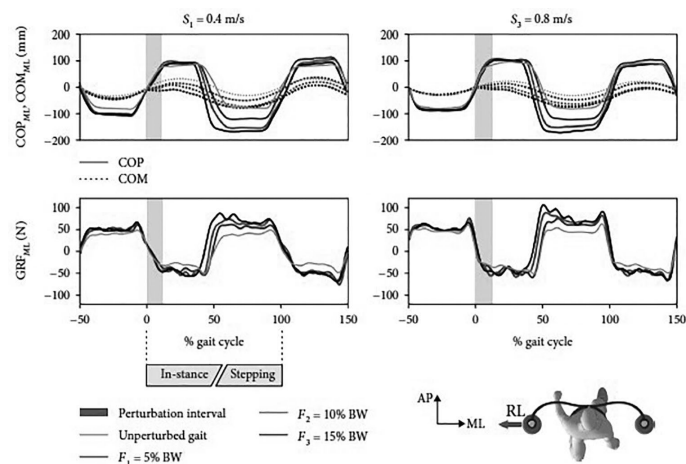 S₁ = 0.4 m/s
S₃ = 0.8 m/s
COP_ML, COM_ML (mm)
200
100
0
−100
−200
200
100
0
−100
−200
COP
COM
GRF_ML (N)
100
50
0
−50
−100
100
50
0
−50
−100
−50 0 50 100 150
−50 0 50 100 150
% gait cycle
% gait cycle
In-stance Stepping
Perturbation interval
Unperturbed gait
F₁ = 5% BW
F₂ = 10% BW
F₃ = 15% BW
AP
ML
RL